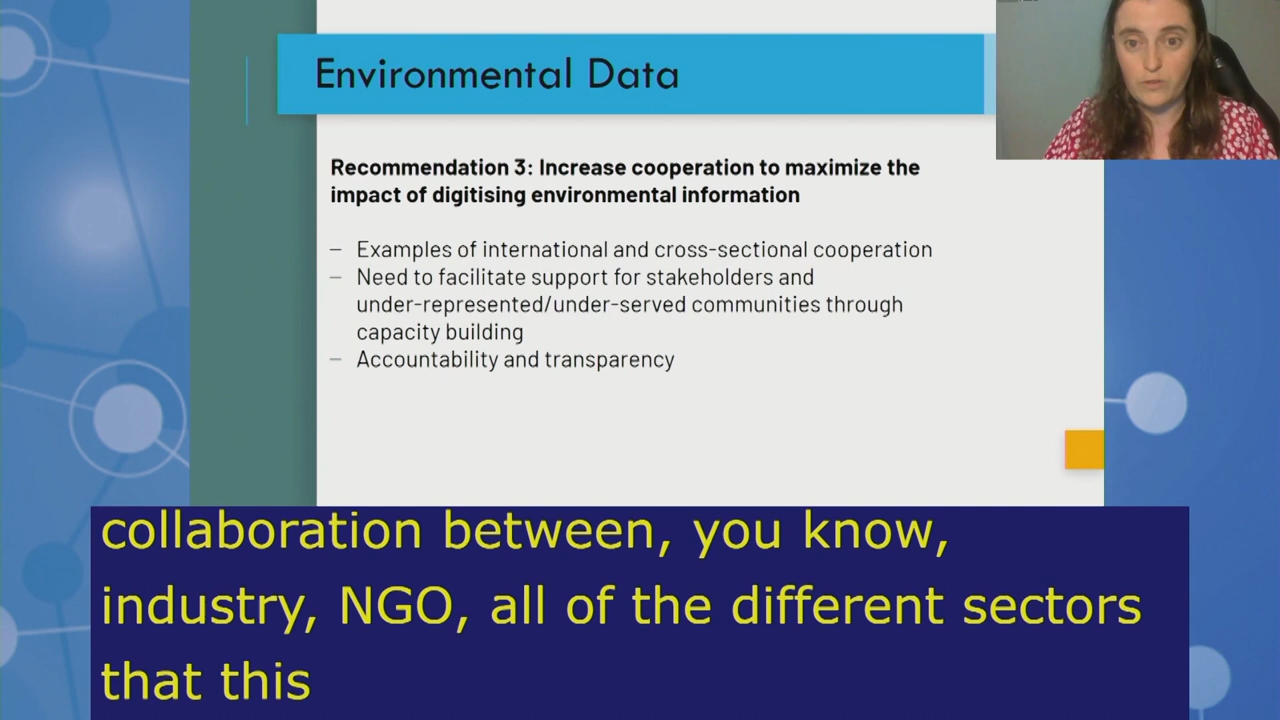 Environmental Data
Recommendation 3: Increase cooperation to maximize the
impact of digitising environmental information
– Examples of international and cross-sectional cooperation
– Need to facilitate support for stakeholders and
under-represented/under-served communities through
capacity building
– Accountability and transparency
collaboration between, you know,
industry, NGO, all of the different sectors
that this